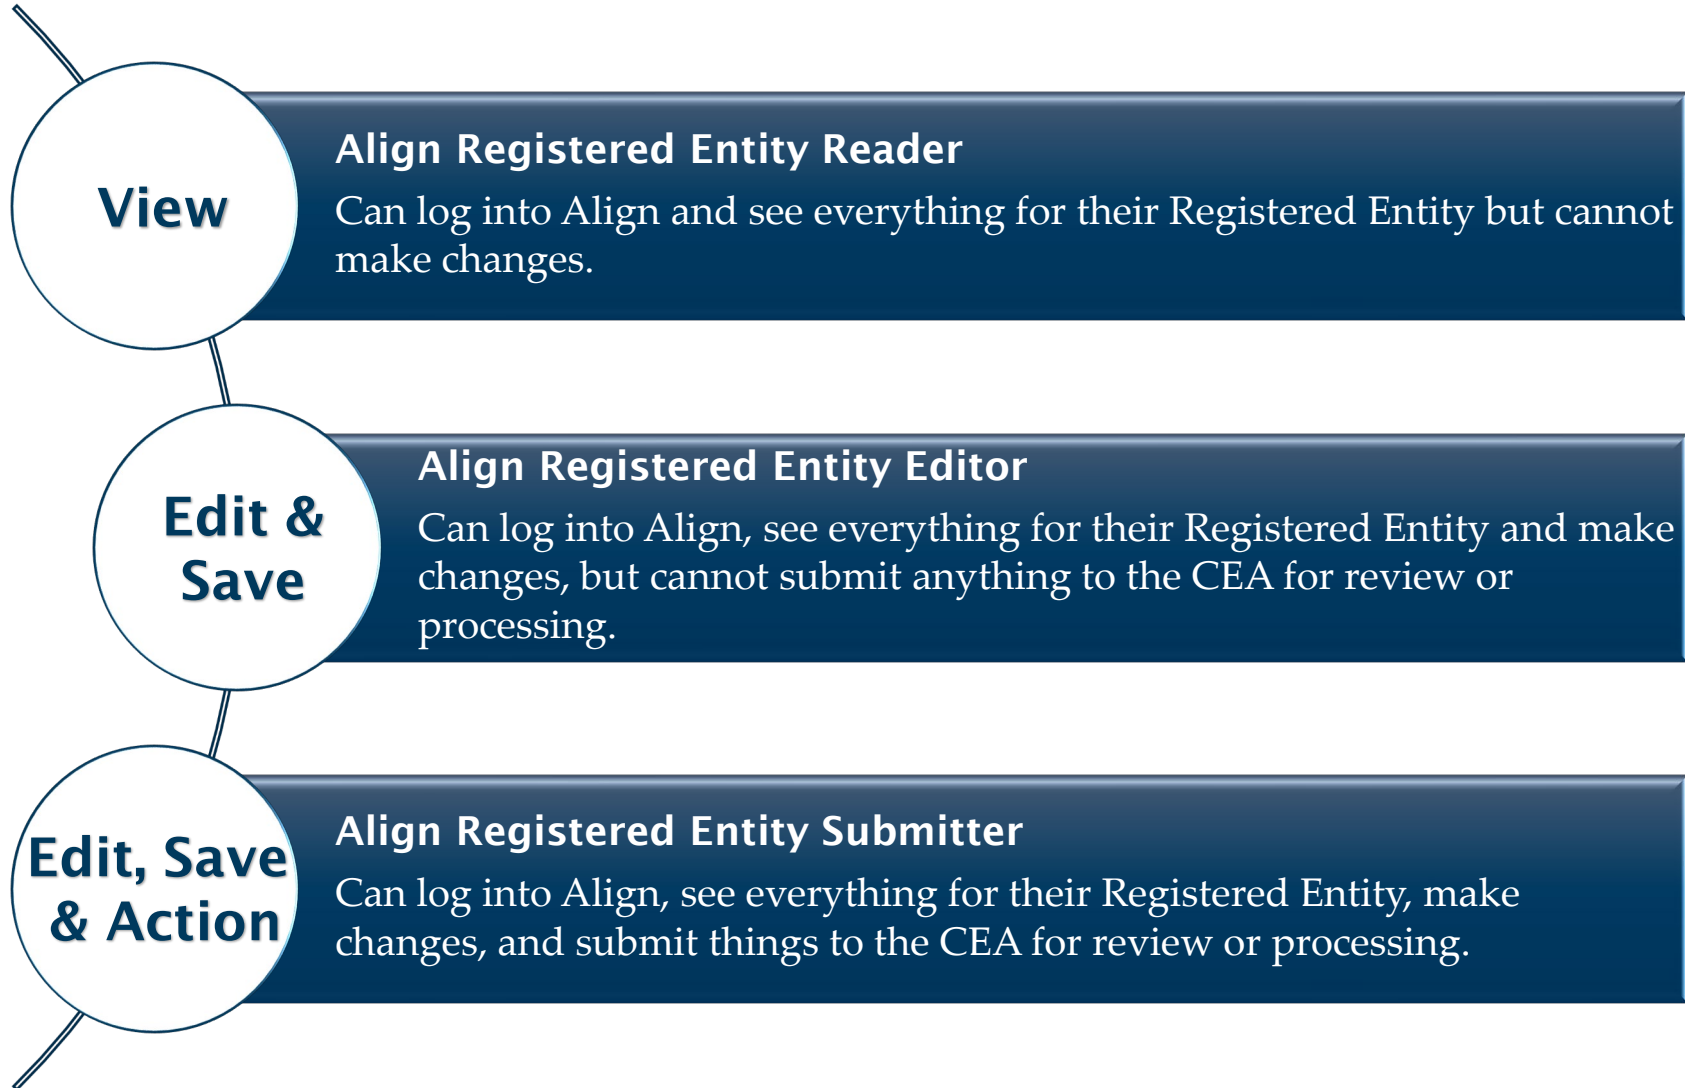 View
Align Registered Entity Reader
Can log into Align and see everything for their Registered Entity but cannot
make changes.
Edit &
Save
Align Registered Entity Editor
Can log into Align, see everything for their Registered Entity and make
changes, but cannot submit anything to the CEA for review or
processing.
Edit, Save
& Action
Align Registered Entity Submitter
Can log into Align, see everything for their Registered Entity, make
changes, and submit things to the CEA for review or processing.